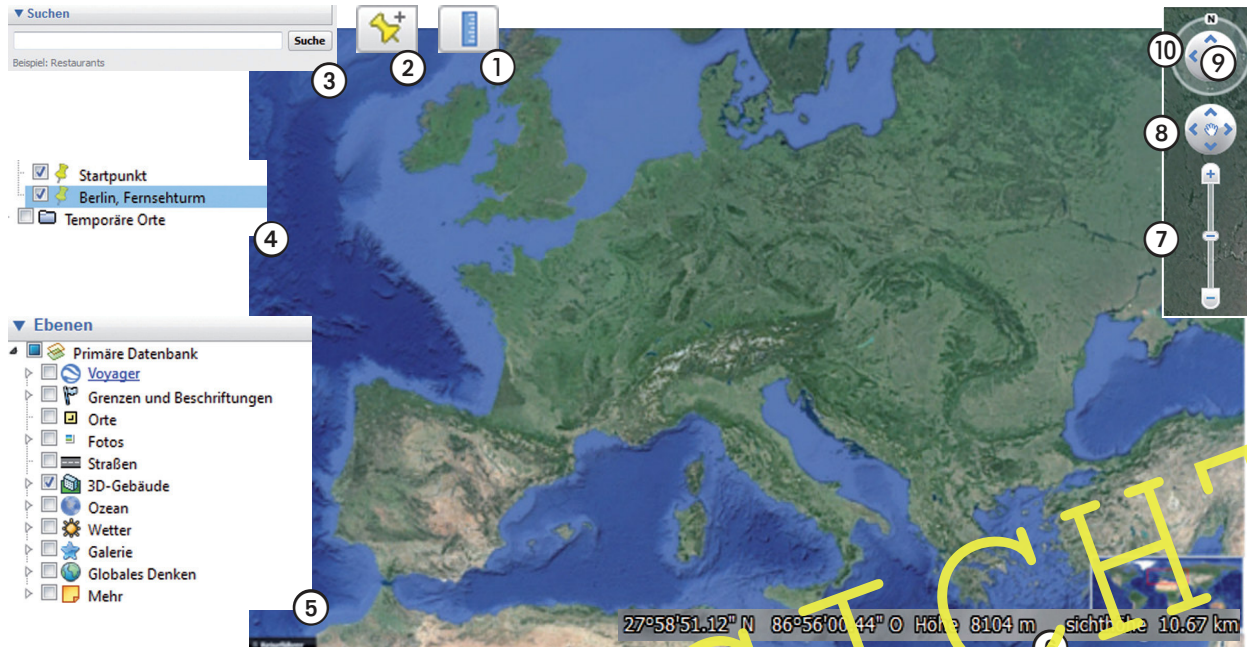 ▼ Suchen
Suche
Beispiel: Restaurants
3
2
1
N
10
9
8
7
Startpunkt
Berlin, Fernsehturm
Temporäre Orte
4
▼ Ebenen
Primäre Datenbank
Voyager
Grenzen und Beschriftungen
Orte
Fotos
Straßen
3D-Gebäude
Ozean
Wetter
Galerie
Globales Denken
Mehr
5
27°58'51.12" N 86°56'00.44" O Höhe 8104 m sichthöhe 10.67 km
ICHT